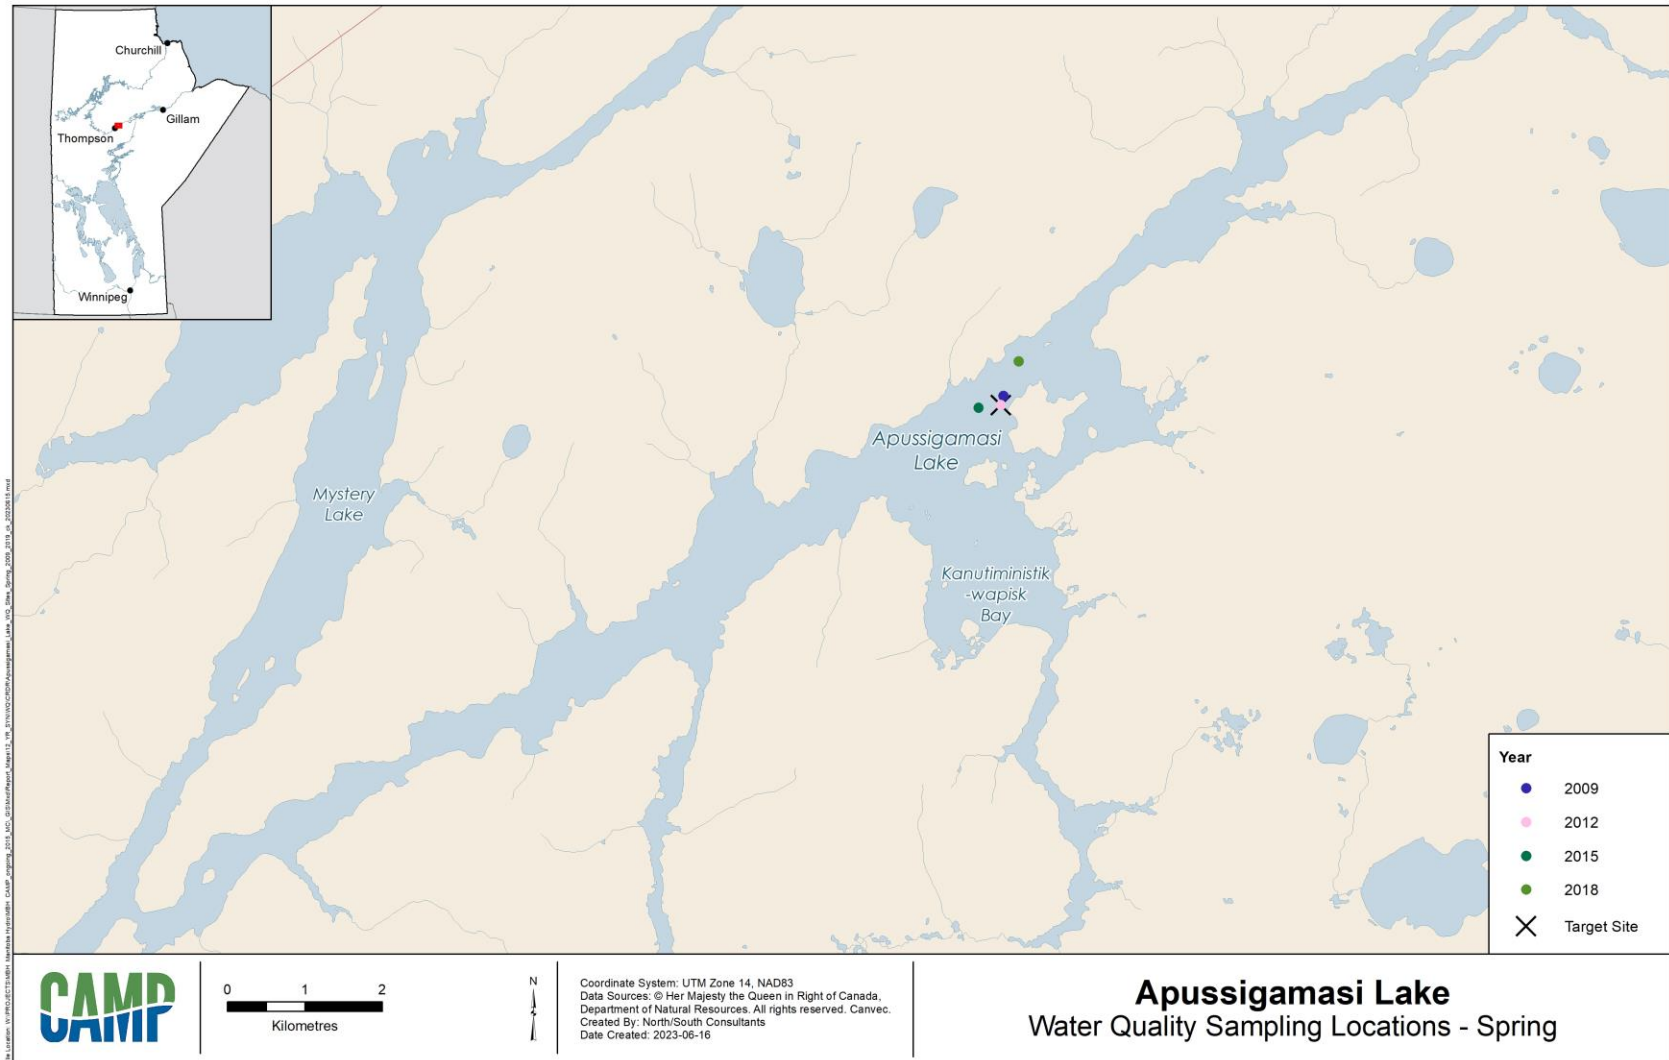 Churchill
Gillam
Thompson
Winnipeg
Mystery
Lake
Apussigamasi
Lake
Kanutiministik
-wapisk
Bay
Year
2009
2012
2015
2018
Target Site
CAMP
0 1 2
Kilometres
N
Coordinate System: UTM Zone 14, NAD83
Data Sources: © Her Majesty the Queen in Right of Canada,
Department of Natural Resources. All rights reserved. Canvec.
Created By: North/South Consultants
Date Created: 2023-06-16
Apussigamasi Lake
Water Quality Sampling Locations - Spring